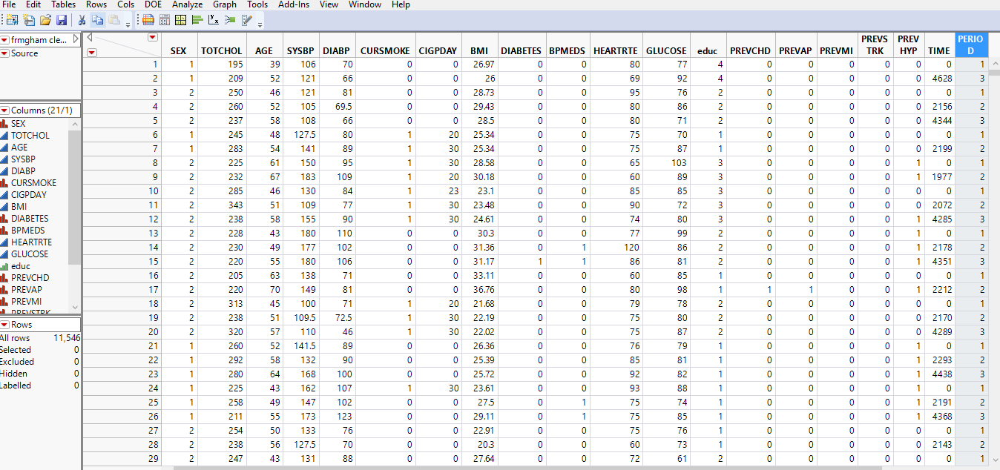 File Edit Tables Rows Cols DOE Analyze Graph Tools Add-Ins View Window Help
frmgham cle...
Source
Columns (21/1)
SEX
TOTCHOL
AGE
SYSBP
DIABP
CURSMOKE
CIGPDAY
BMI
DIABETES
BPMEDS
HEARTRTE
GLUCOSE
educ
PREVCHD
PREVAP
PREVMI
PREVSTRK
Rows
All rows 11,546
Selected 0
Excluded 0
Hidden 0
Labelled 0
SEX TOTCHOL AGE SYSBP DIABP CURSMOKE CIGPDAY BMI DIABETES BPMEDS HEARTRTE GLUCOSE educ PREVCHD PREVAP PREVMI PREVS TRK PREV HYP TIME PERIO D
1 1 195 39 106 70 0 0 26.97 0 0 80 77 4 0 0 0 0 0 0 1
2 1 209 52 121 66 0 0 26 0 0 69 92 4 0 0 0 0 0 4628 3
3 2 250 46 121 81 0 0 28.73 0 0 95 76 2 0 0 0 0 0 0 1
4 2 260 52 105 69.5 0 0 29.43 0 0 80 86 2 0 0 0 0 0 2156 2
5 2 237 58 108 66 0 0 28.5 0 0 80 71 2 0 0 0 0 0 4344 3
6 1 245 48 127.5 80 1 20 25.34 0 0 75 70 1 0 0 0 0 0 0 1
7 1 283 54 141 89 1 30 25.34 0 0 75 87 1 0 0 0 0 0 2199 2
8 2 225 61 150 95 1 30 28.58 0 0 65 103 3 0 0 0 0 1 0 1
9 2 232 67 183 109 1 20 30.18 0 0 60 89 3 0 0 0 0 1 1977 2
10 2 285 46 130 84 1 23 23.1 0 0 85 85 3 0 0 0 0 0 0 1
11 2 343 51 109 77 1 30 23.48 0 0 90 72 3 0 0 0 0 0 2072 2
12 2 238 58 155 90 1 30 24.61 0 0 74 80 3 0 0 0 0 1 4285 3
13 2 228 43 180 110 0 0 30.3 0 0 77 99 2 0 0 0 0 1 0 1
14 2 230 49 177 102 0 0 31.36 0 1 120 86 2 0 0 0 0 1 2178 2
15 2 220 55 180 106 0 0 31.17 1 1 86 81 2 0 0 0 0 1 4351 3
16 2 205 63 138 71 0 0 33.11 0 0 60 85 1 0 0 0 0 0 0 1
17 2 220 70 149 81 0 0 36.76 0 0 80 98 1 1 1 0 0 1 2212 2
18 2 313 45 100 71 1 20 21.68 0 0 79 78 2 0 0 0 0 0 0 1
19 2 238 51 109.5 72.5 1 30 22.19 0 0 75 80 2 0 0 0 0 0 2170 2
20 2 320 57 110 46 1 30 22.02 0 0 75 87 2 0 0 0 0 0 4289 3
21 1 260 52 141.5 89 0 0 26.36 0 0 76 79 1 0 0 0 0 1 0 1
22 1 292 58 132 90 0 0 25.39 0 0 85 81 1 0 0 0 0 1 2293 2
23 1 280 64 168 100 0 0 25.72 0 0 92 82 1 0 0 0 0 1 4438 3
24 1 225 43 162 107 1 30 23.61 0 0 93 88 1 0 0 0 0 1 0 1
25 1 258 49 147 102 0 0 27.5 0 1 75 74 1 0 0 0 0 1 2191 2
26 1 211 55 173 123 0 0 29.11 0 1 75 85 1 0 0 0 0 1 4368 3
27 2 254 50 133 76 0 0 22.91 0 0 75 76 1 0 0 0 0 0 0 1
28 2 238 56 127.5 70 0 0 20.3 0 0 60 73 1 0 0 0 0 0 2143 2
29 2 247 43 131 88 0 0 27.64 0 0 72 61 2 0 0 0 0 0 0 1